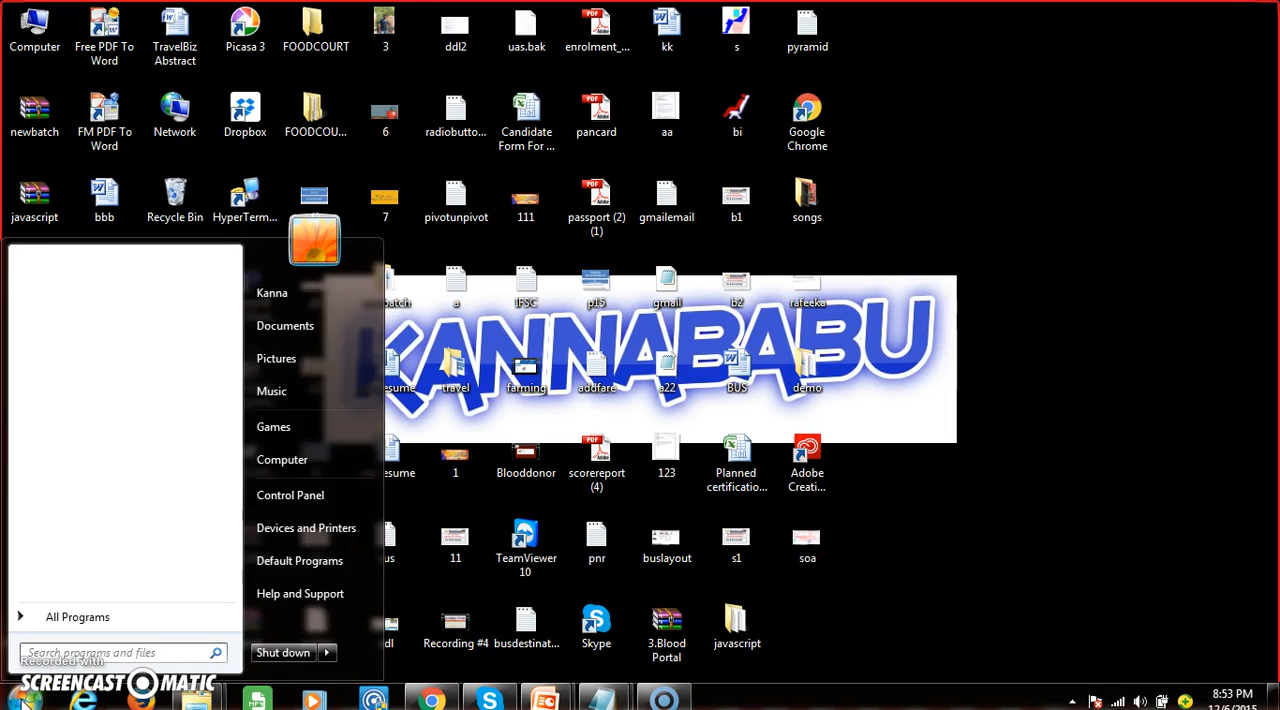 Computer
Free PDF To Word
TravelBiz Abstract
Picasa 3
FOODCOURT
3
ddl2
uas.bak
enrolment_...
kk
s
pyramid
newbatch
FM PDF To Word
Network
Dropbox
FOODCOU...
6
radiobutto...
Candidate Form For ...
pancard
aa
bi
Google Chrome
javascript
bbb
Recycle Bin
HyperTerm...
7
pivotunpivot
111
passport (2) (1)
gmailemail
b1
songs
a
IFSC
p15
gmail
b2
rafeeka
KANNABABU
travel
farming
addfare
a22
BUS
demo
1
Blooddonor
scorereport (4)
123
Planned certificatio...
Adobe Creati...
11
TeamViewer 10
pnr
buslayout
s1
soa
Recording #4
busdestinat...
Skype
3.Blood Portal
javascript
Kanna
Documents
Pictures
Music
Games
Computer
Control Panel
Devices and Printers
Default Programs
Help and Support
All Programs
Search programs and files
Shut down
Recorded with
SCREENCAST-O-MATIC
8:53 PM
12/6/2015